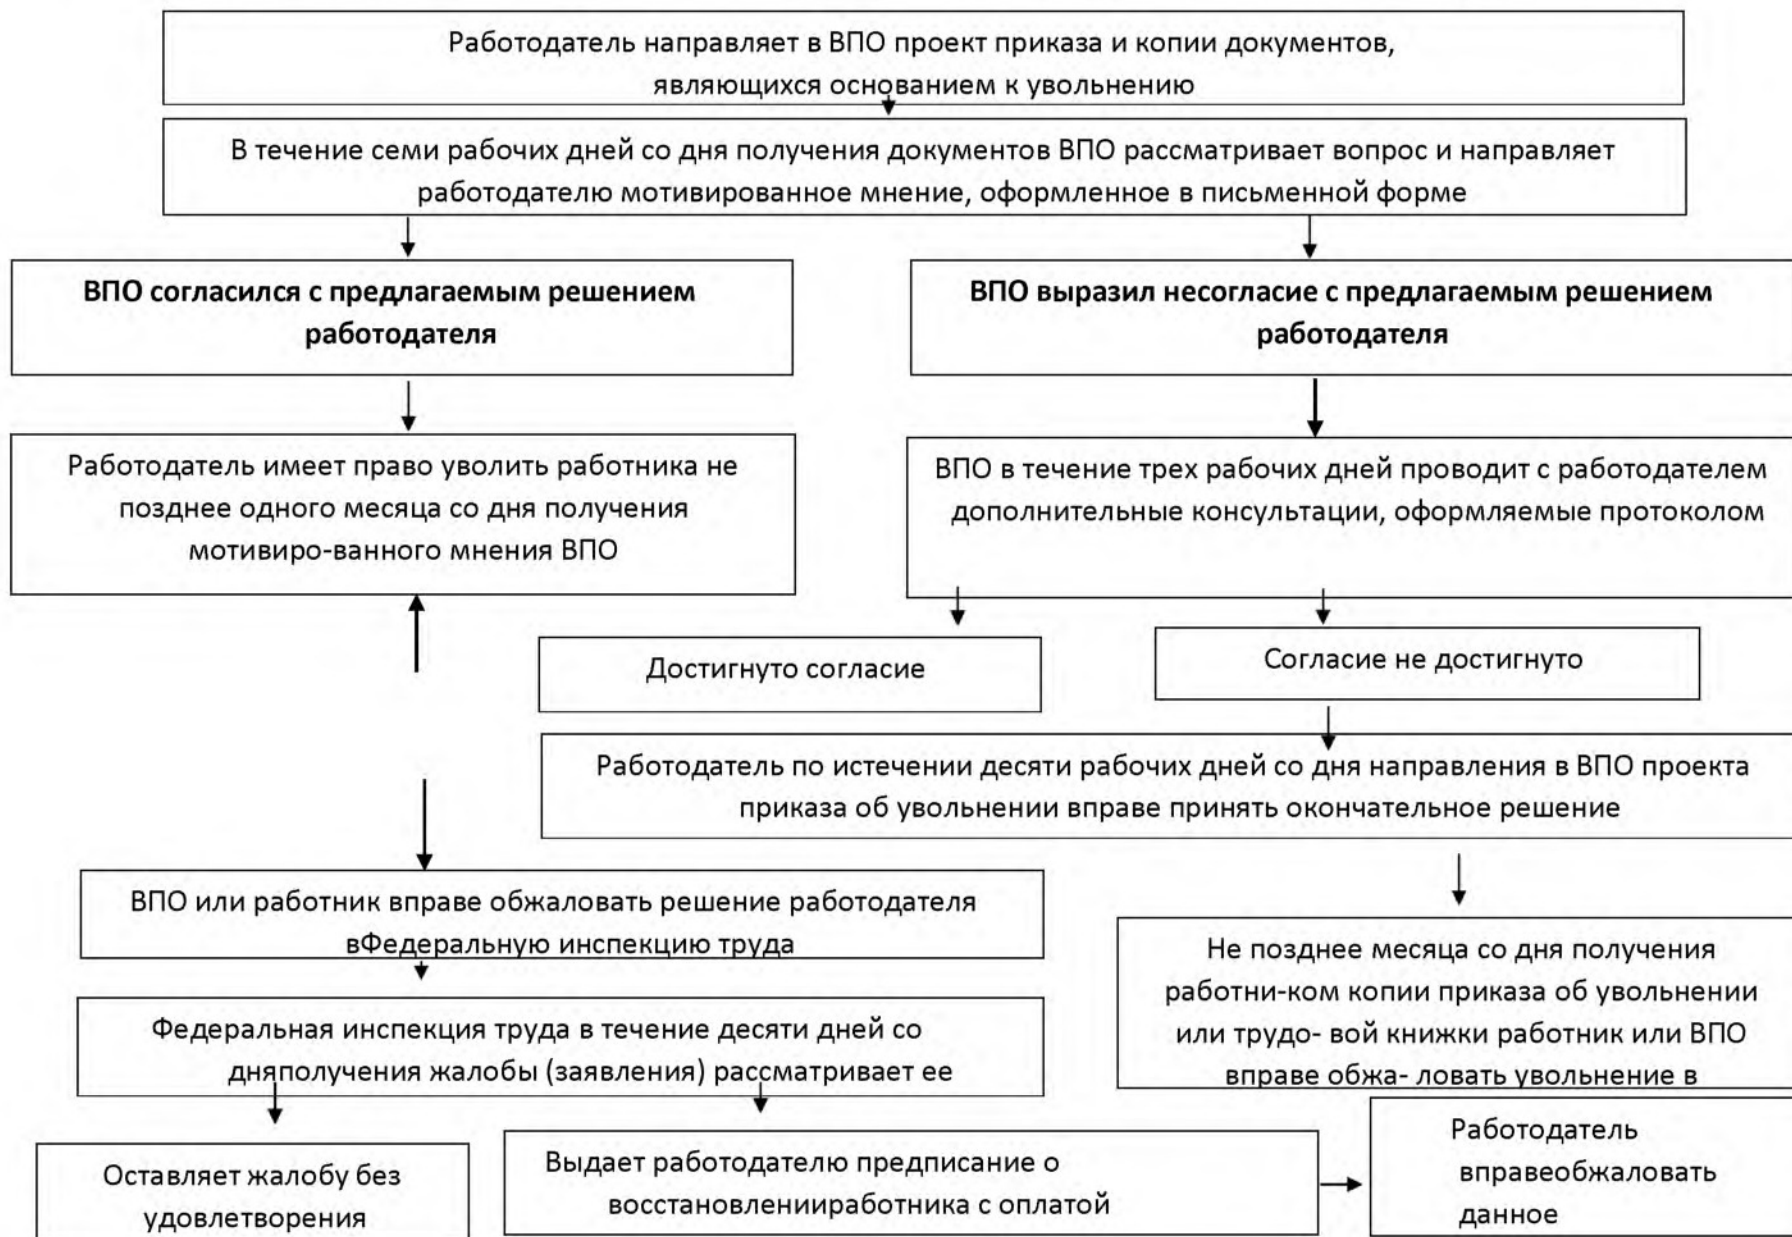 Работодатель направляет в ВПО проект приказа и копии документов,
являющихся основанием к увольнению
В течение семи рабочих дней со дня получения документов ВПО рассматривает вопрос и направляет
работодателю мотивированное мнение, оформленное в письменной форме
ВПО согласился с предлагаемым решением
работодателя
ВПО выразил несогласие с предлагаемым решением
работодателя
Работодатель имеет право уволить работника не
позднее одного месяца со дня получения
мотивиро-ванного мнения ВПО
ВПО в течение трех рабочих дней проводит с работодателем
дополнительные консультации, оформляемые протоколом
Достигнуто согласие
Согласие не достигнуто
Работодатель по истечении десяти рабочих дней со дня направления в ВПО проекта
приказа об увольнении вправе принять окончательное решение
ВПО или работник вправе обжаловать решение работодателя
вФедеральную инспекцию труда
Не позднее месяца со дня получения
работни-ком копии приказа об увольнении
или трудо- вой книжки работник или ВПО
вправе обжа- ловать увольнение в
Федеральная инспекция труда в течение десяти дней со
дняполучения жалобы (заявления) рассматривает ее
Оставляет жалобу без
удовлетворения
Выдает работодателю предписание о
восстановленииработника с оплатой
Работодатель
вправеобжаловать
данное